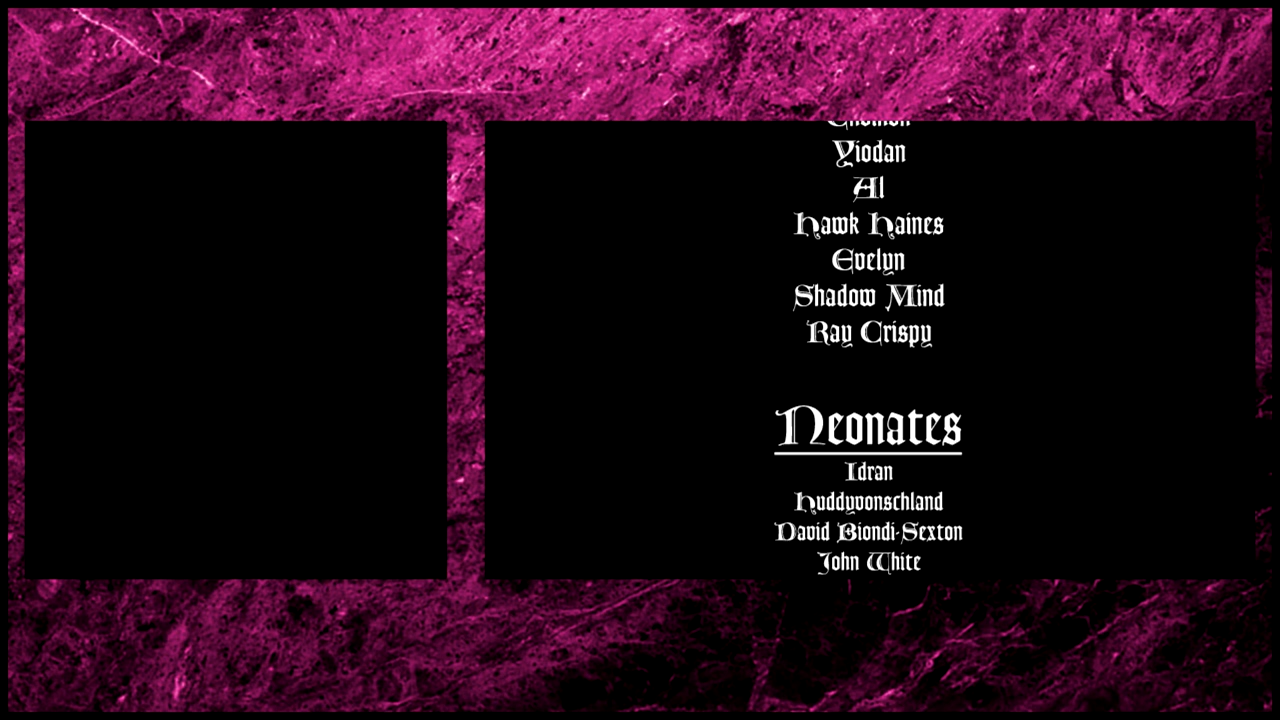 Yiodan
Al
Hawk Haines
Evelyn
Shadow Mind
Ray Crispy
Neonates
Idran
Huddyvonschland
David Biondi-Sexton
John White